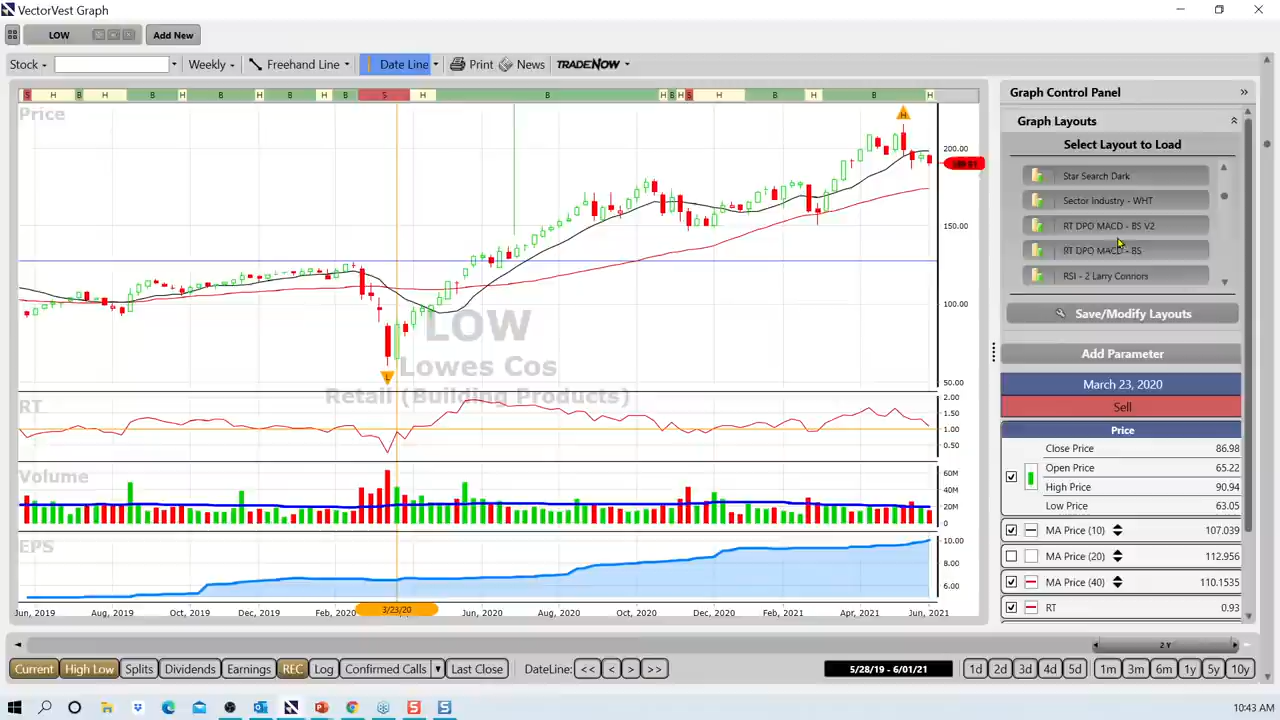 VectorVest Graph
LOW
Add New
Stock
Weekly
Freehand Line
Date Line
Print
News
TRADENOW
S H B H B H B H B H B S H B H B H S H B H B H
Price
200.00
150.00
100.00
50.00
H
L
LOW
Lowes Cos
Retail (Building Products)
RT
2.00
1.50
1.00
0.50
Volume
60M
40M
20M
0
EPS
10.00
8.00
6.00
Jun, 2019 Aug, 2019 Oct, 2019 Dec, 2019 Feb, 2020 3/23/20 Jun, 2020 Aug, 2020 Oct, 2020 Dec, 2020 Feb, 2021 Apr, 2021 Jun, 2021
2 Y
Current
High Low
Splits
Dividends
Earnings
REC
Log
Confirmed Calls
Last Close
DateLine:
<<
<
>
>>
5/28/19 - 6/01/21
1d 2d 3d 4d 5d 1m 3m 6m 1y 5y 10y
Graph Control Panel
Graph Layouts
Select Layout to Load
Star Search Dark
Sector Industry - WHT
RT DPO MACD - BS V2
RT DPO MACD - BS
RSI - 2 Larry Connors
Save/Modify Layouts
Add Parameter
March 23, 2020
Sell
Price
Close Price 86.98
Open Price 65.22
High Price 90.94
Low Price 63.05
MA Price (10) 107.039
MA Price (20) 112.956
MA Price (40) 110.1535
RT 0.93
10:43 AM